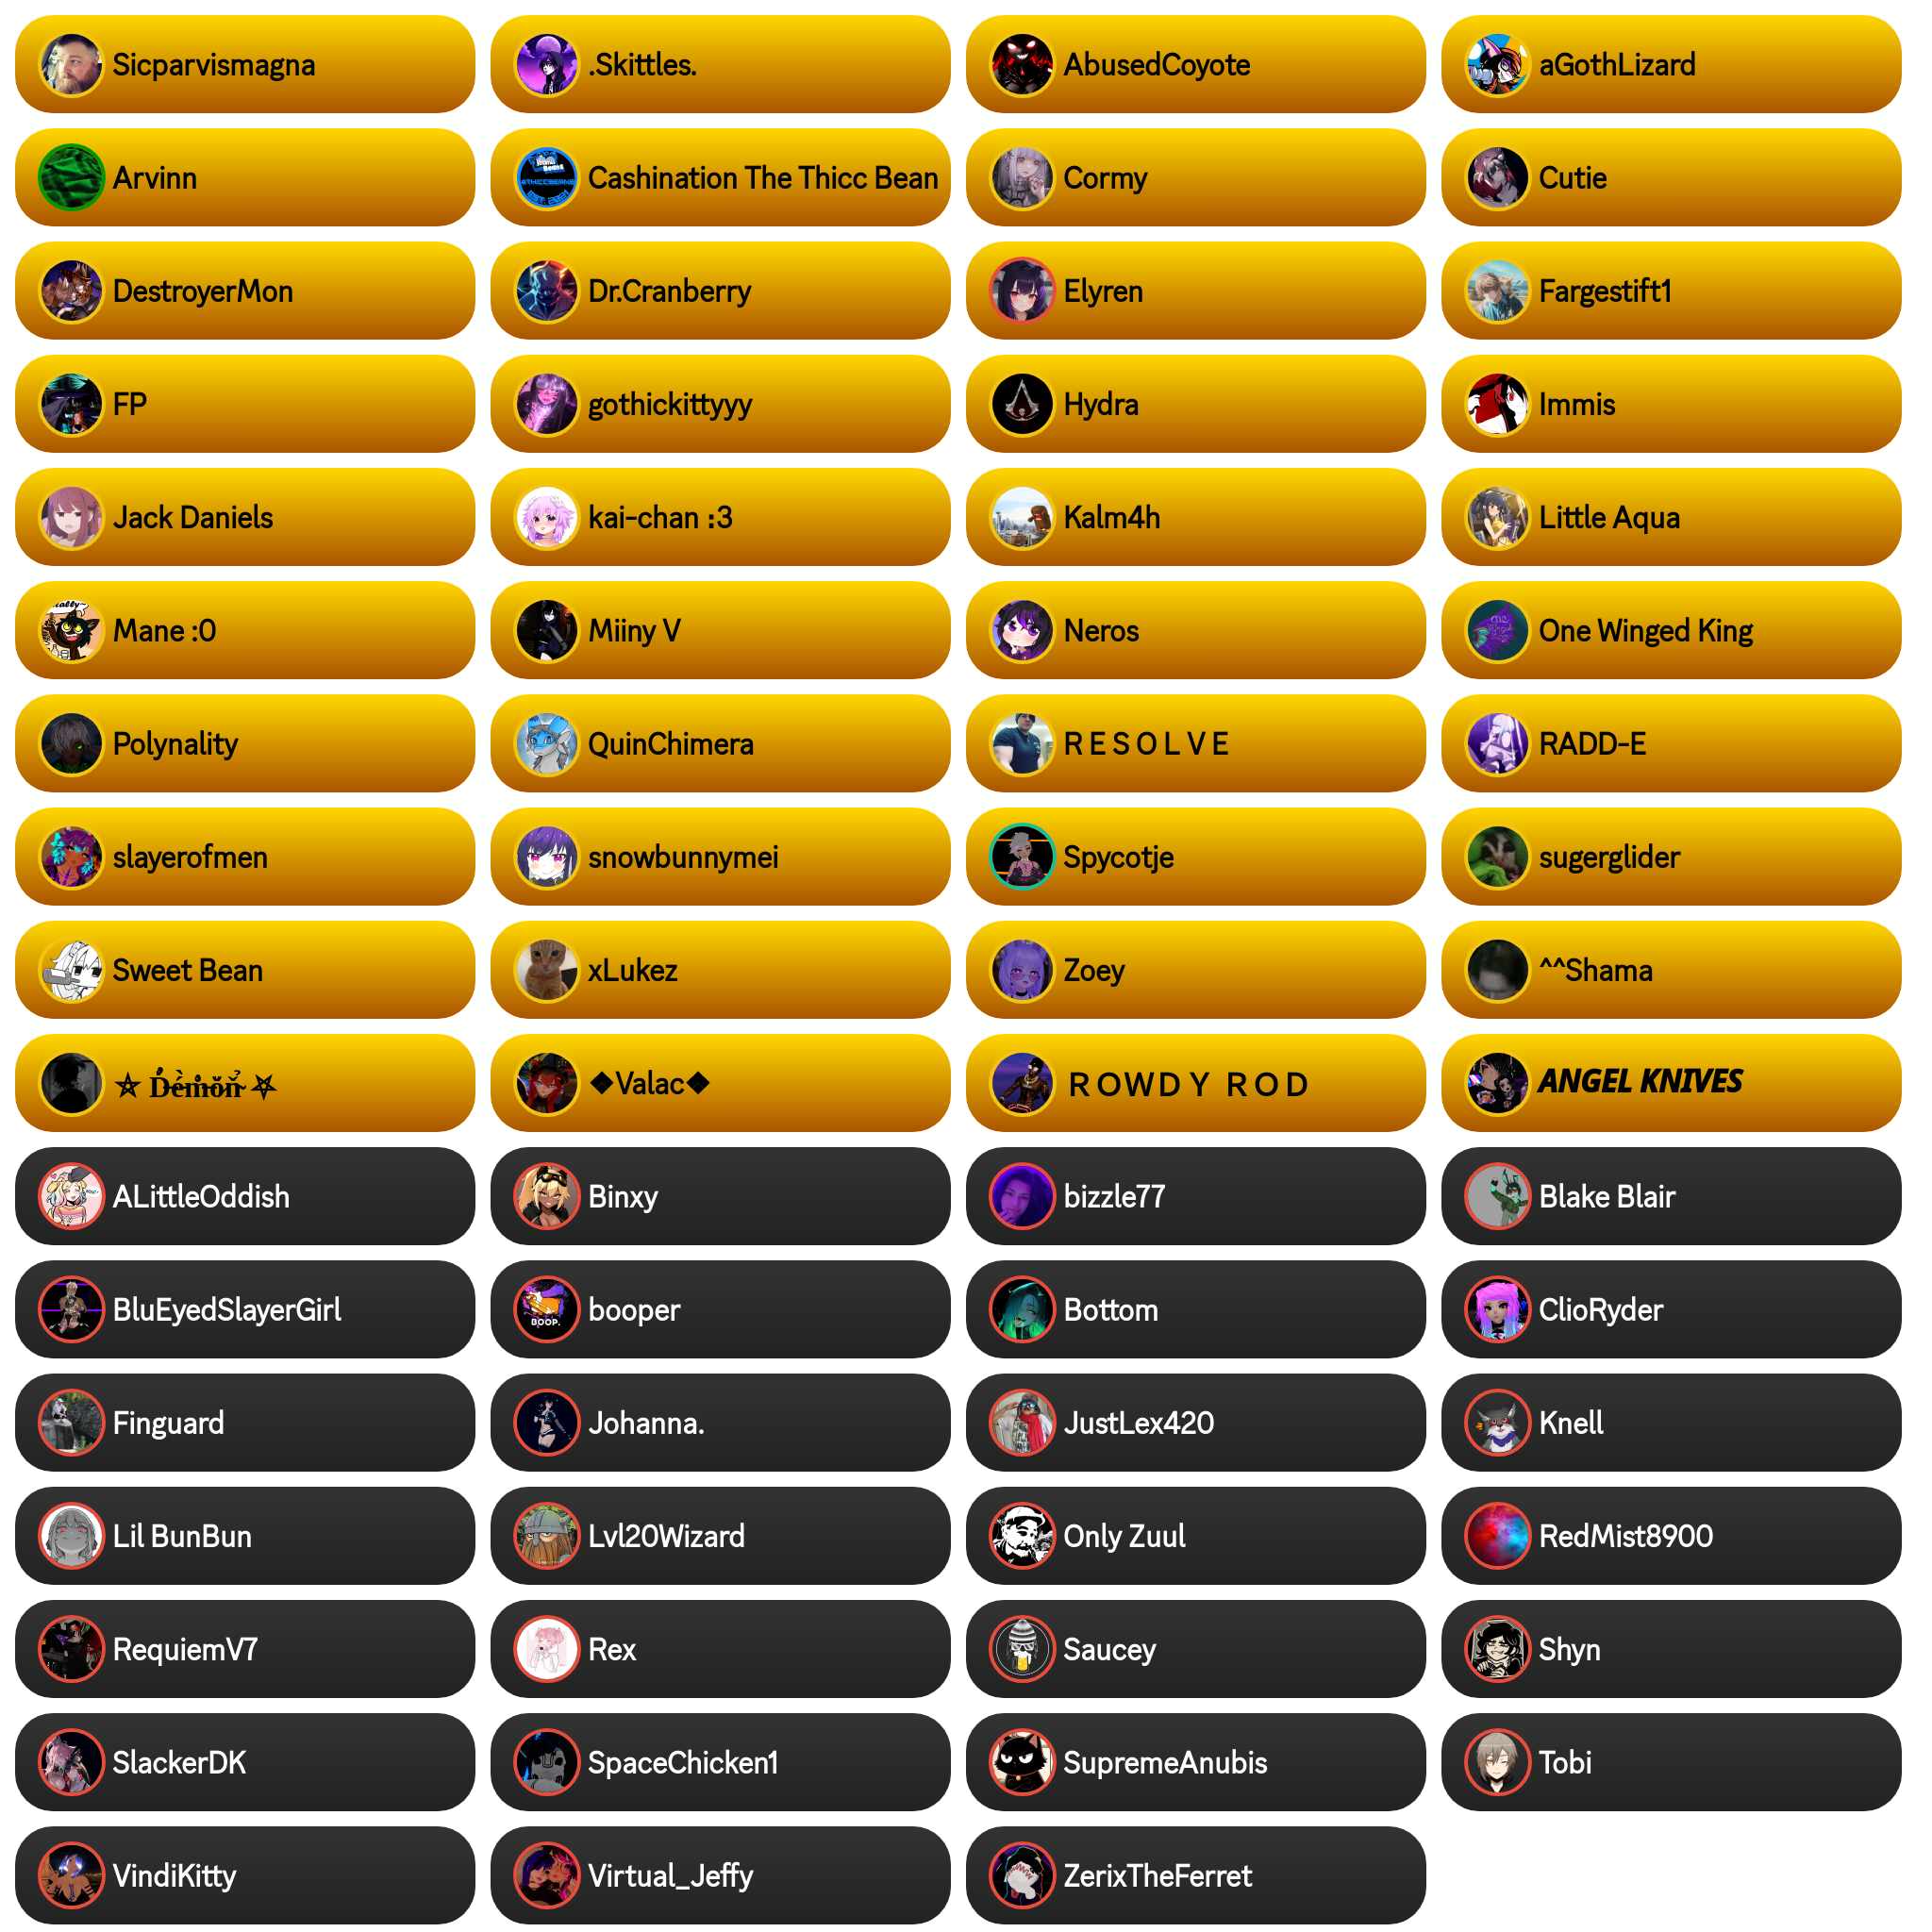 Sicparvismagna
.Skittles.
AbusedCoyote
aGothLizard
Arvinn
Cashination The Thicc Bean
Cormy
Cutie
DestroyerMon
Dr.Cranberry
Elyren
Fargestift1
FP
gothickittyyy
Hydra
Immis
Jack Daniels
kai-chan :3
Kalm4h
Little Aqua
Mane :0
Miiny V
Neros
One Winged King
Polynality
QuinChimera
R E S O L V E
RADD-E
slayerofmen
snowbunnymei
Spycotje
sugerglider
Sweet Bean
xLukez
Zoey
^^Shama
❖Valac❖
ＲＯＷＤＹ ＲＯＤ
ANGEL KNIVES
ALittleOddish
Binxy
bizzle77
Blake Blair
BluEyedSlayerGirl
BOOP.
booper
Bottom
ClioRyder
Finguard
Johanna.
JustLex420
Knell
Lil BunBun
Lvl20Wizard
Only Zuul
RedMist8900
RequiemV7
Rex
Saucey
Shyn
SlackerDK
SpaceChicken1
SupremeAnubis
Tobi
VindiKitty
Virtual_Jeffy
ZerixTheFerret